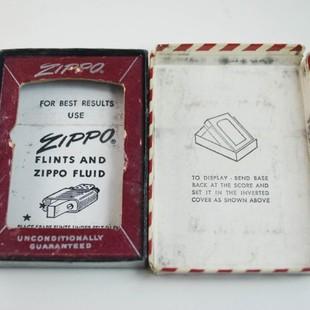 ZIPPO
FOR BEST RESULTS
USE
ZIPPO
FLINTS AND
ZIPPO FLUID
UNCONDITIONALLY
GUARANTEED
TO DISPLAY - BEND BASE
BACK AT THE SCORE AND
SET IT IN THE INVERTED
COVER AS SHOWN ABOVE